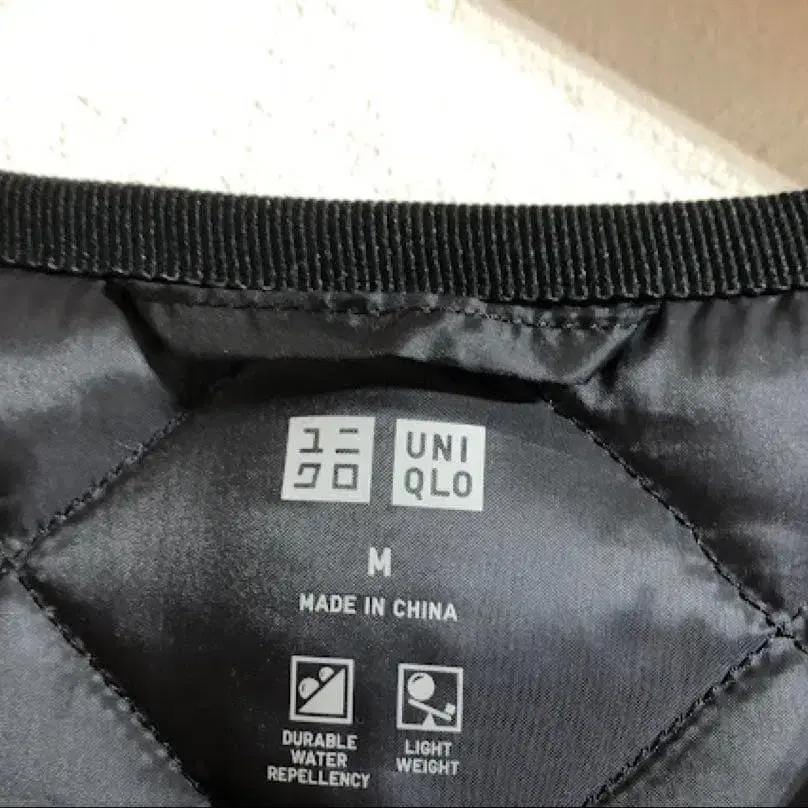 ユニ
クロ
UNI
QLO
M
MADE IN CHINA
DURABLE
WATER
REPELLENCY
LIGHT
WEIGHT